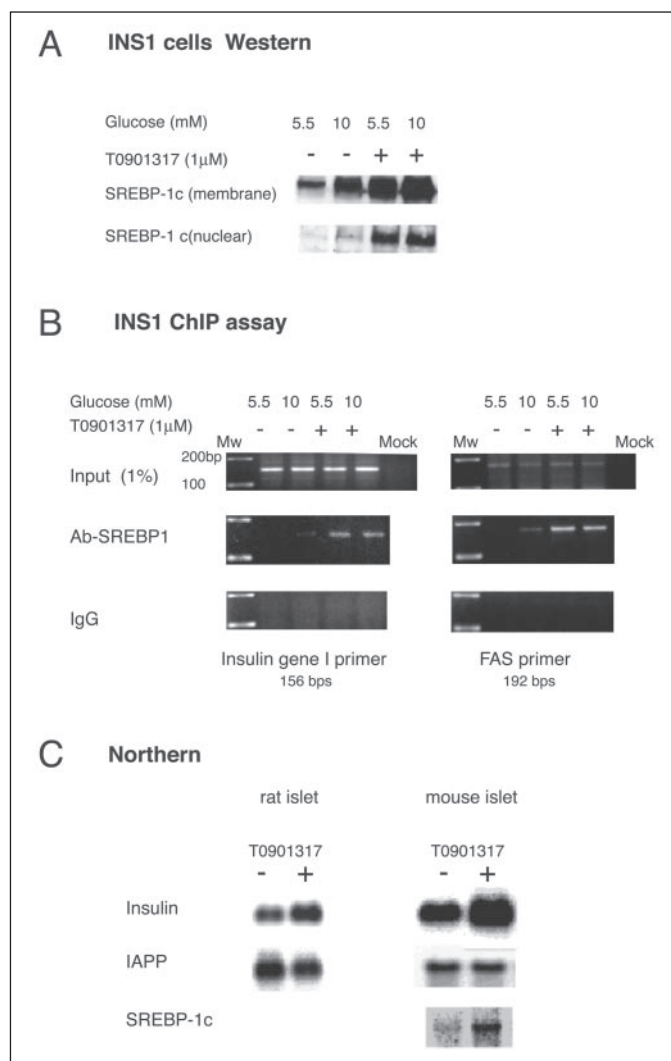 A INS1 cells Western
Glucose (mM) 5.5 10 5.5 10
T0901317 (1μM) - - + +
SREBP-1c (membrane)
SREBP-1 c(nuclear)
B INS1 ChIP assay
Glucose (mM) 5.5 10 5.5 10 5.5 10 5.5 10
T0901317 (1μM) - - + + - - + +
Mw Mock Mw Mock
Input (1%) 200bp
100
Ab-SREBP1
IgG
Insulin gene I primer FAS primer
156 bps 192 bps
C Northern
rat islet mouse islet
T0901317 T0901317
- + - +
Insulin
IAPP
SREBP-1c